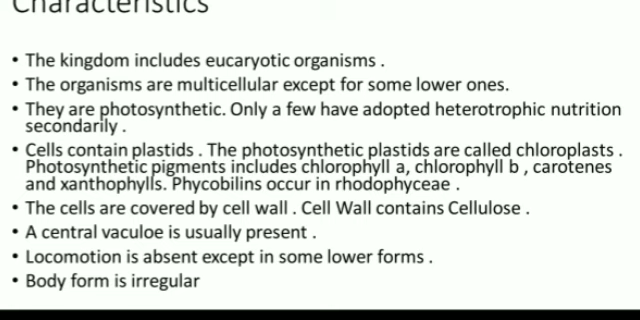 Characteristics
• The kingdom includes eucaryotic organisms .
• The organisms are multicellular except for some lower ones.
• They are photosynthetic. Only a few have adopted heterotrophic nutrition
secondarily .
• Cells contain plastids . The photosynthetic plastids are called chloroplasts .
Photosynthetic pigments includes chlorophyll a, chlorophyll b , carotenes
and xanthophylls. Phycobilins occur in rhodophyceae .
• The cells are covered by cell wall . Cell Wall contains Cellulose .
• A central vaculoe is usually present .
• Locomotion is absent except in some lower forms .
• Body form is irregular